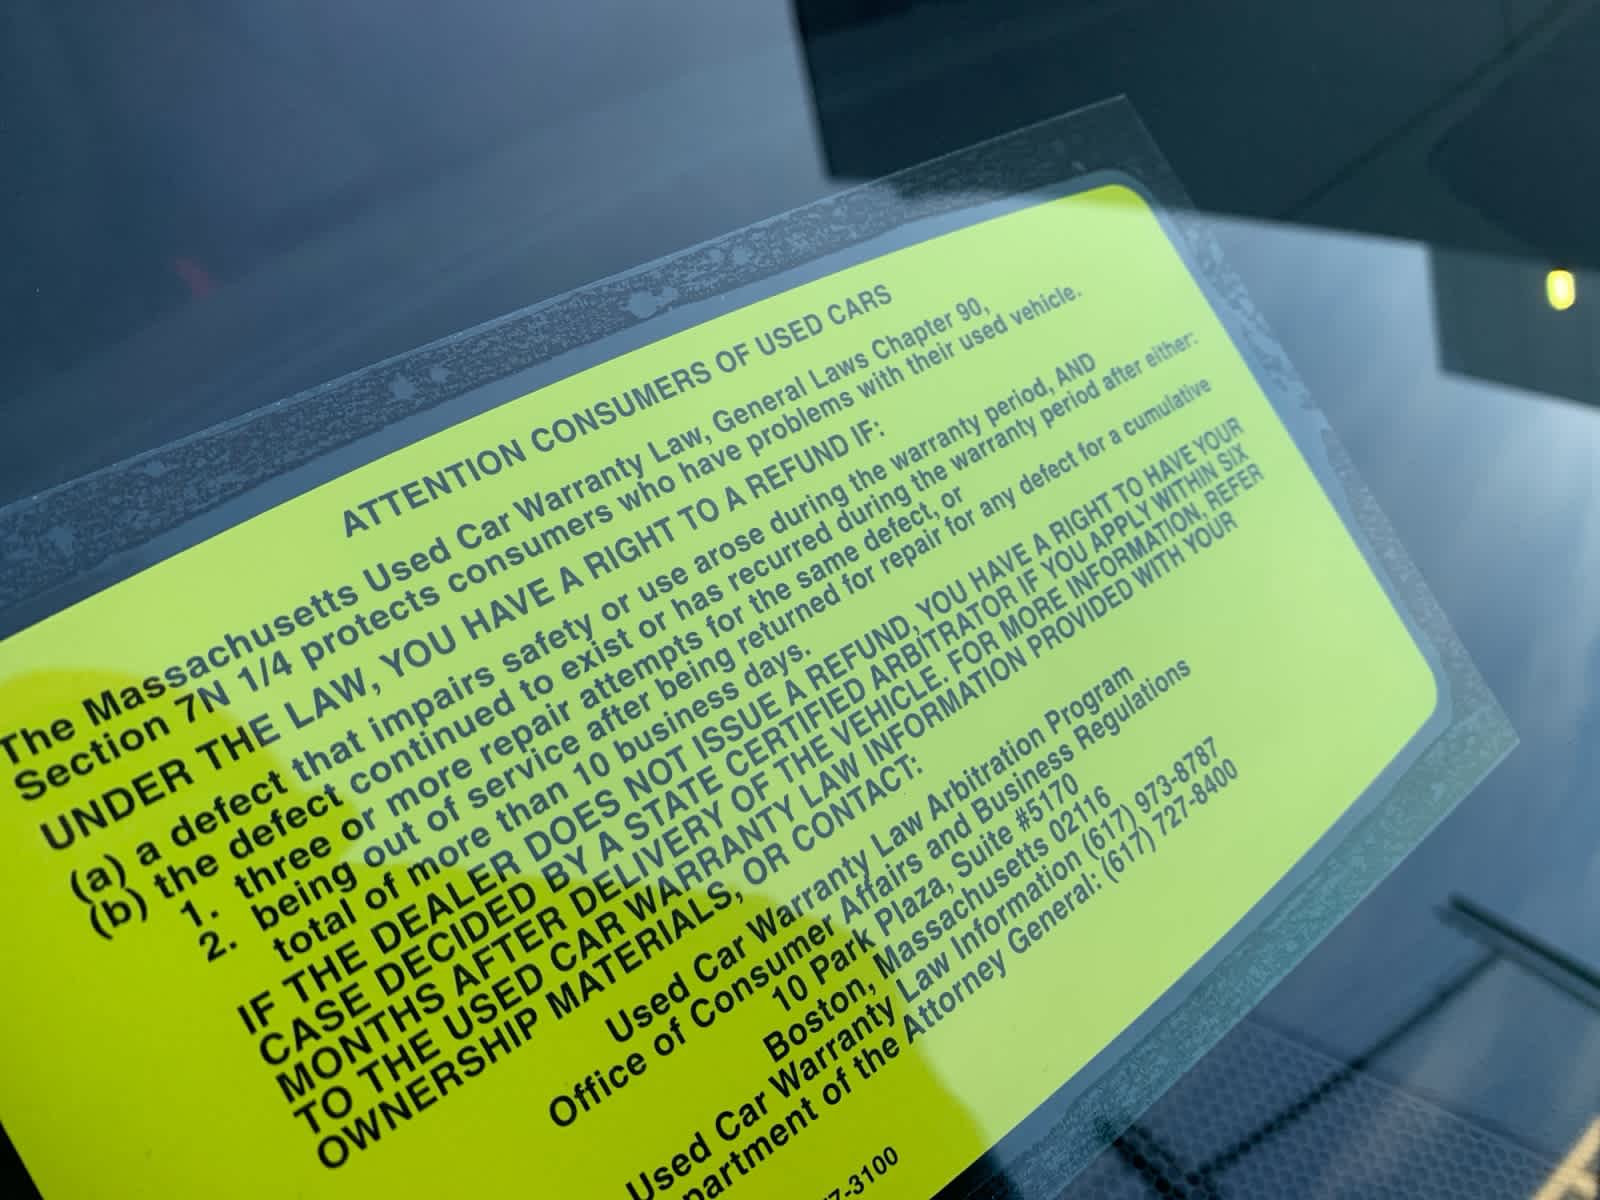 ATTENTION CONSUMERS OF USED CARS
The Massachusetts Used Car Warranty Law, General Laws Chapter 90,
Section 7N 1/4 protects consumers who have problems with their used vehicle.
UNDER THE LAW, YOU HAVE A RIGHT TO A REFUND IF:
(a) a defect that impairs safety or use arose during the warranty period, AND
(b) the defect continued to exist or has recurred during the warranty period after either:
1. three or more repair attempts for the same defect, or
2. being out of service after being returned for repair for any defect for a cumulative
total of more than 10 business days.
IF THE DEALER DOES NOT ISSUE A REFUND, YOU HAVE A RIGHT TO HAVE YOUR
CASE DECIDED BY A STATE CERTIFIED ARBITRATOR IF YOU APPLY WITHIN SIX
MONTHS AFTER DELIVERY OF THE VEHICLE. FOR MORE INFORMATION, REFER
TO THE USED CAR WARRANTY LAW INFORMATION PROVIDED WITH YOUR
OWNERSHIP MATERIALS, OR CONTACT:
Used Car Warranty Law Arbitration Program
Office of Consumer Affairs and Business Regulations
10 Park Plaza, Suite #5170
Boston, Massachusetts 02116
Used Car Warranty Law Information (617) 973-8787
partment of the Attorney General: (617) 727-8400
7-3100